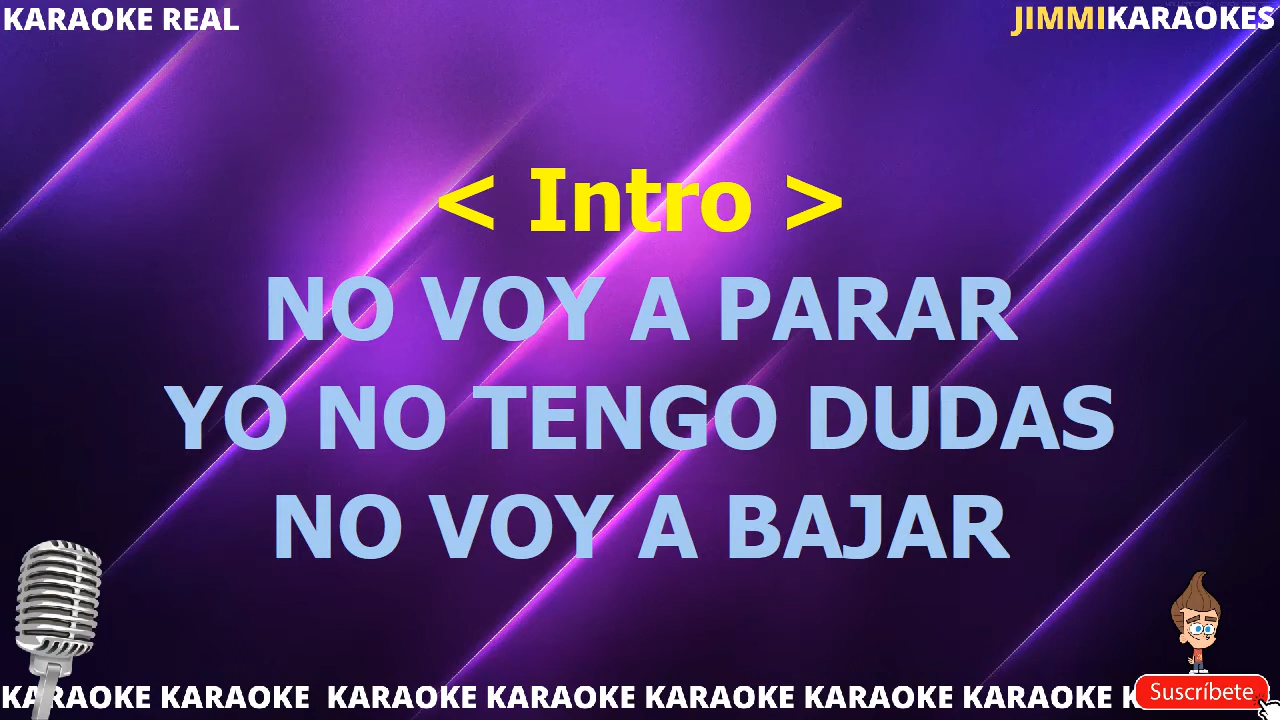 KARAOKE REAL
JIMMIKARAOKES
< Intro >
NO VOY A PARAR
YO NO TENGO DUDAS
NO VOY A BAJAR
KARAOKE KARAOKE  KARAOKE KARAOKE KARAOKE KARAOKE KARAOKE K
Suscríbete